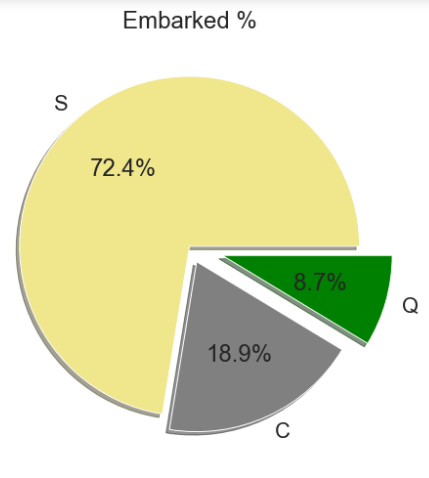 Embarked %
S
72.4%
8.7%
Q
18.9%
C